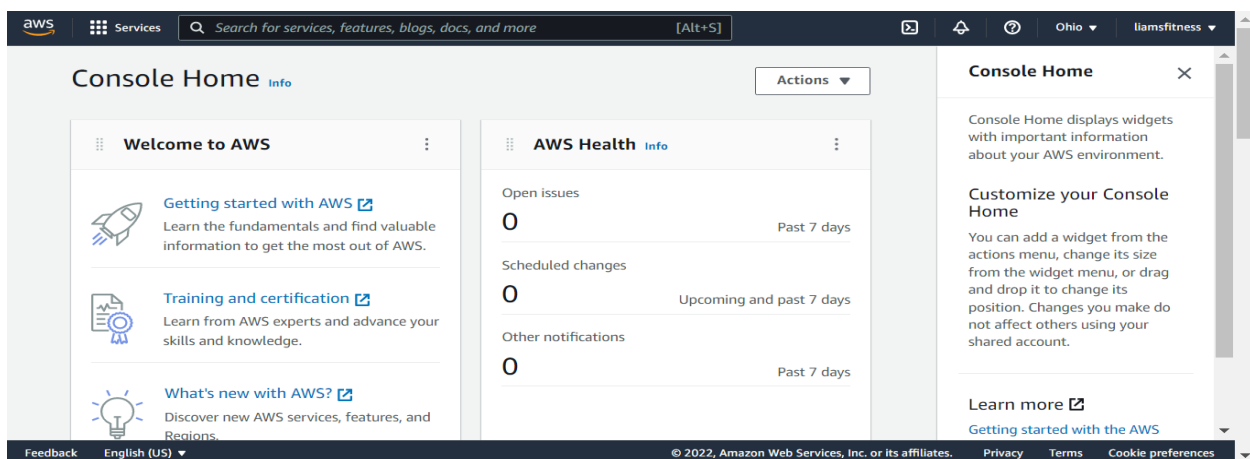 aws
Services
Search for services, features, blogs, docs, and more
[Alt+S]
Ohio
liamsfitness
Console Home Info
Actions
Welcome to AWS
Getting started with AWS
Learn the fundamentals and find valuable
information to get the most out of AWS.
Training and certification
Learn from AWS experts and advance your
skills and knowledge.
What's new with AWS?
Discover new AWS services, features, and
Regions.
AWS Health Info
Open issues
0
Past 7 days
Scheduled changes
0
Upcoming and past 7 days
Other notifications
0
Past 7 days
Console Home
Console Home displays widgets
with important information
about your AWS environment.
Customize your Console
Home
You can add a widget from the
actions menu, change its size
from the widget menu, or drag
and drop it to change its
position. Changes you make do
not affect others using your
shared account.
Learn more
Getting started with the AWS
Feedback
English (US)
© 2022, Amazon Web Services, Inc. or its affiliates.
Privacy
Terms
Cookie preferences